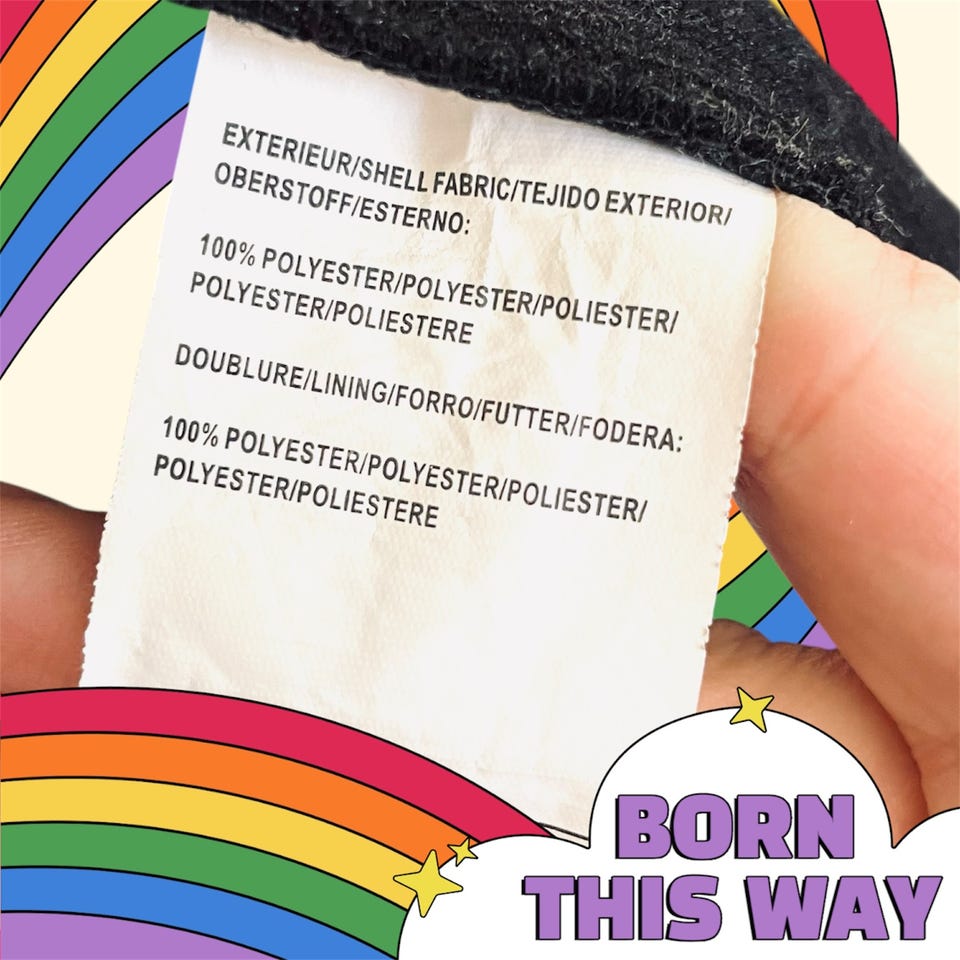 EXTERIEUR/SHELL FABRIC/TEJIDO EXTERIOR/
OBERSTOFF/ESTERNO:
100% POLYESTER/POLYESTER/POLIESTER/
POLYESTER/POLIESTERE
DOUBLURE/LINING/FORRO/FUTTER/FODERA:
100% POLYESTER/POLYESTER/POLIESTER/
POLYESTER/POLIESTERE
BORN
THIS WAY